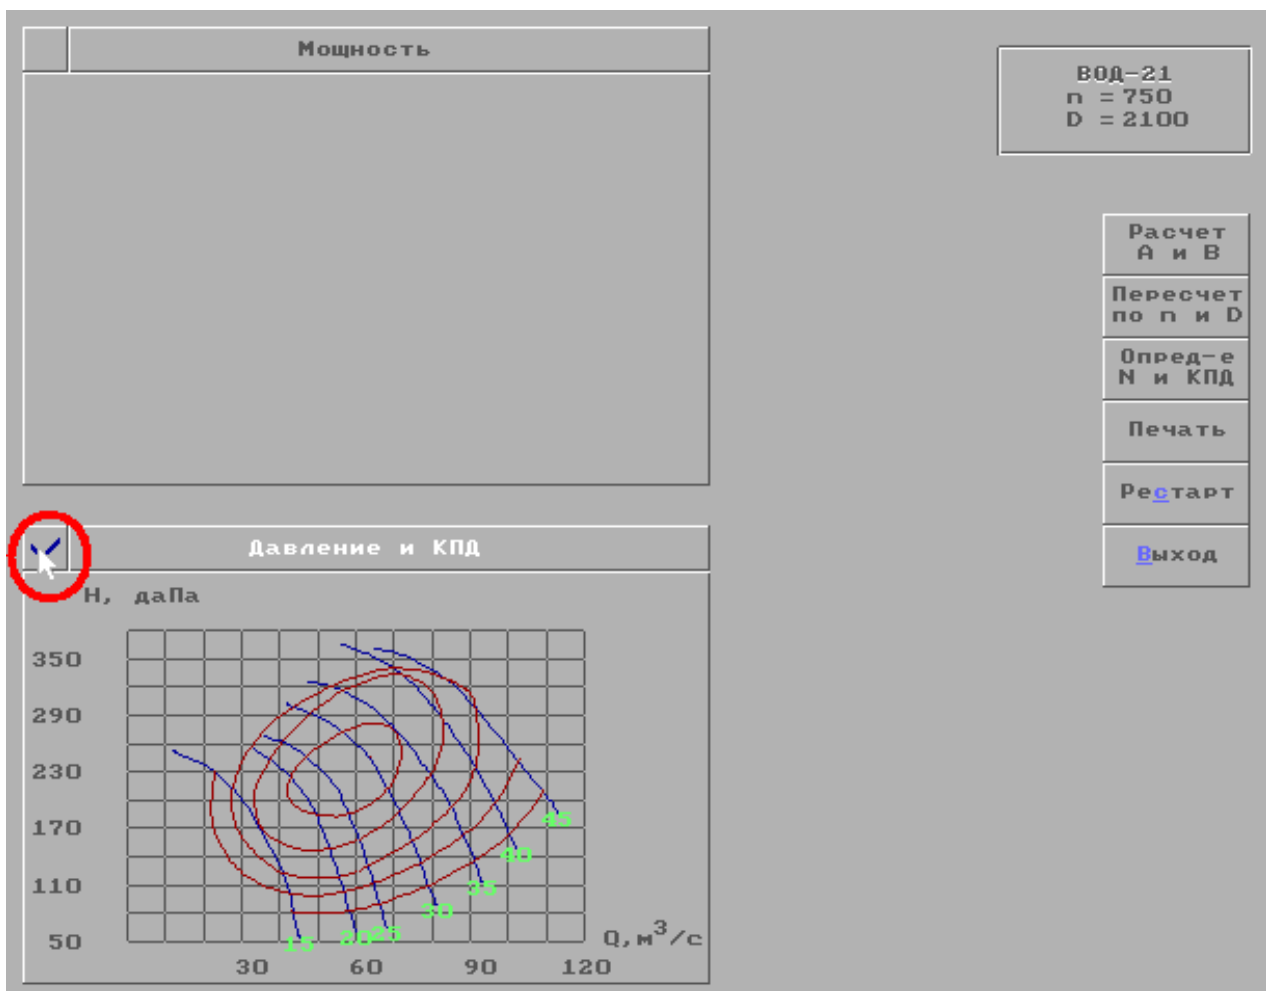 Мощность
ВОД-21
n = 750
D = 2100
Расчет
А и В
Пересчет
по n и D
Опред-е
N и КПД
Печать
Рестарт
Выход
Давление и КПД
Н, даПа
350
290
230
170
110
50
45
40
35
30
15 20 25
Q, м³/с
30 60 90 120